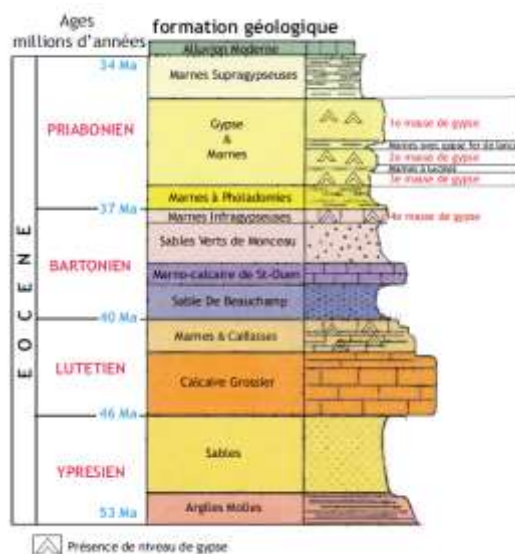 Ages
millions d'années
formation géologique
Alluvion Moderne
34 Ma
Marnes Supragypseuses
PRIABONIEN
Gypse
&
Marnes
1e masse de gypse
2e masse de gypse
3e masse de gypse
Marnes à Pholadomies
37 Ma
Marnes Infragypseuses
4e masse de gypse
Sables Verts de Monceau
BARTONIEN
Marno-calcaire de St-Ouen
Sable De Beauchamp
40 Ma
Marnes & Caillasses
LUTETIEN
Calcaire Grossier
46 Ma
YPRESIEN
Sables
Argiles Molles
53 Ma
EOCENE
Présence de niveau de gypse